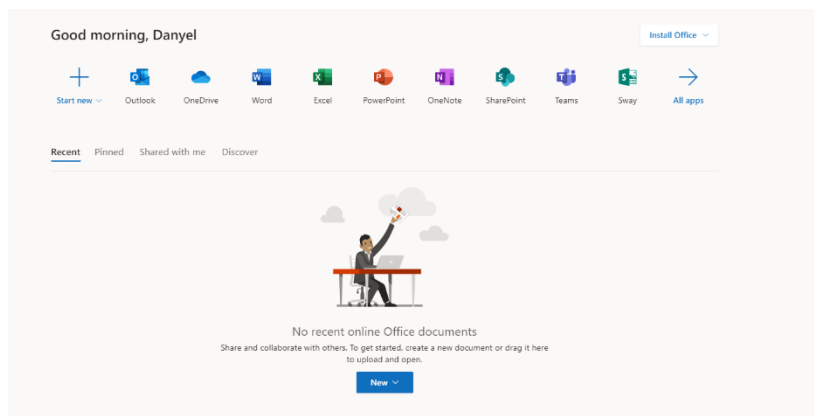 Good morning, Danyel
Install Office
Start new
Outlook
OneDrive
Word
Excel
PowerPoint
OneNote
SharePoint
Teams
Sway
All apps
Recent
Pinned
Shared with me
Discover
No recent online Office documents
Share and collaborate with others. To get started, create a new document or drag it here
to upload and open.
New